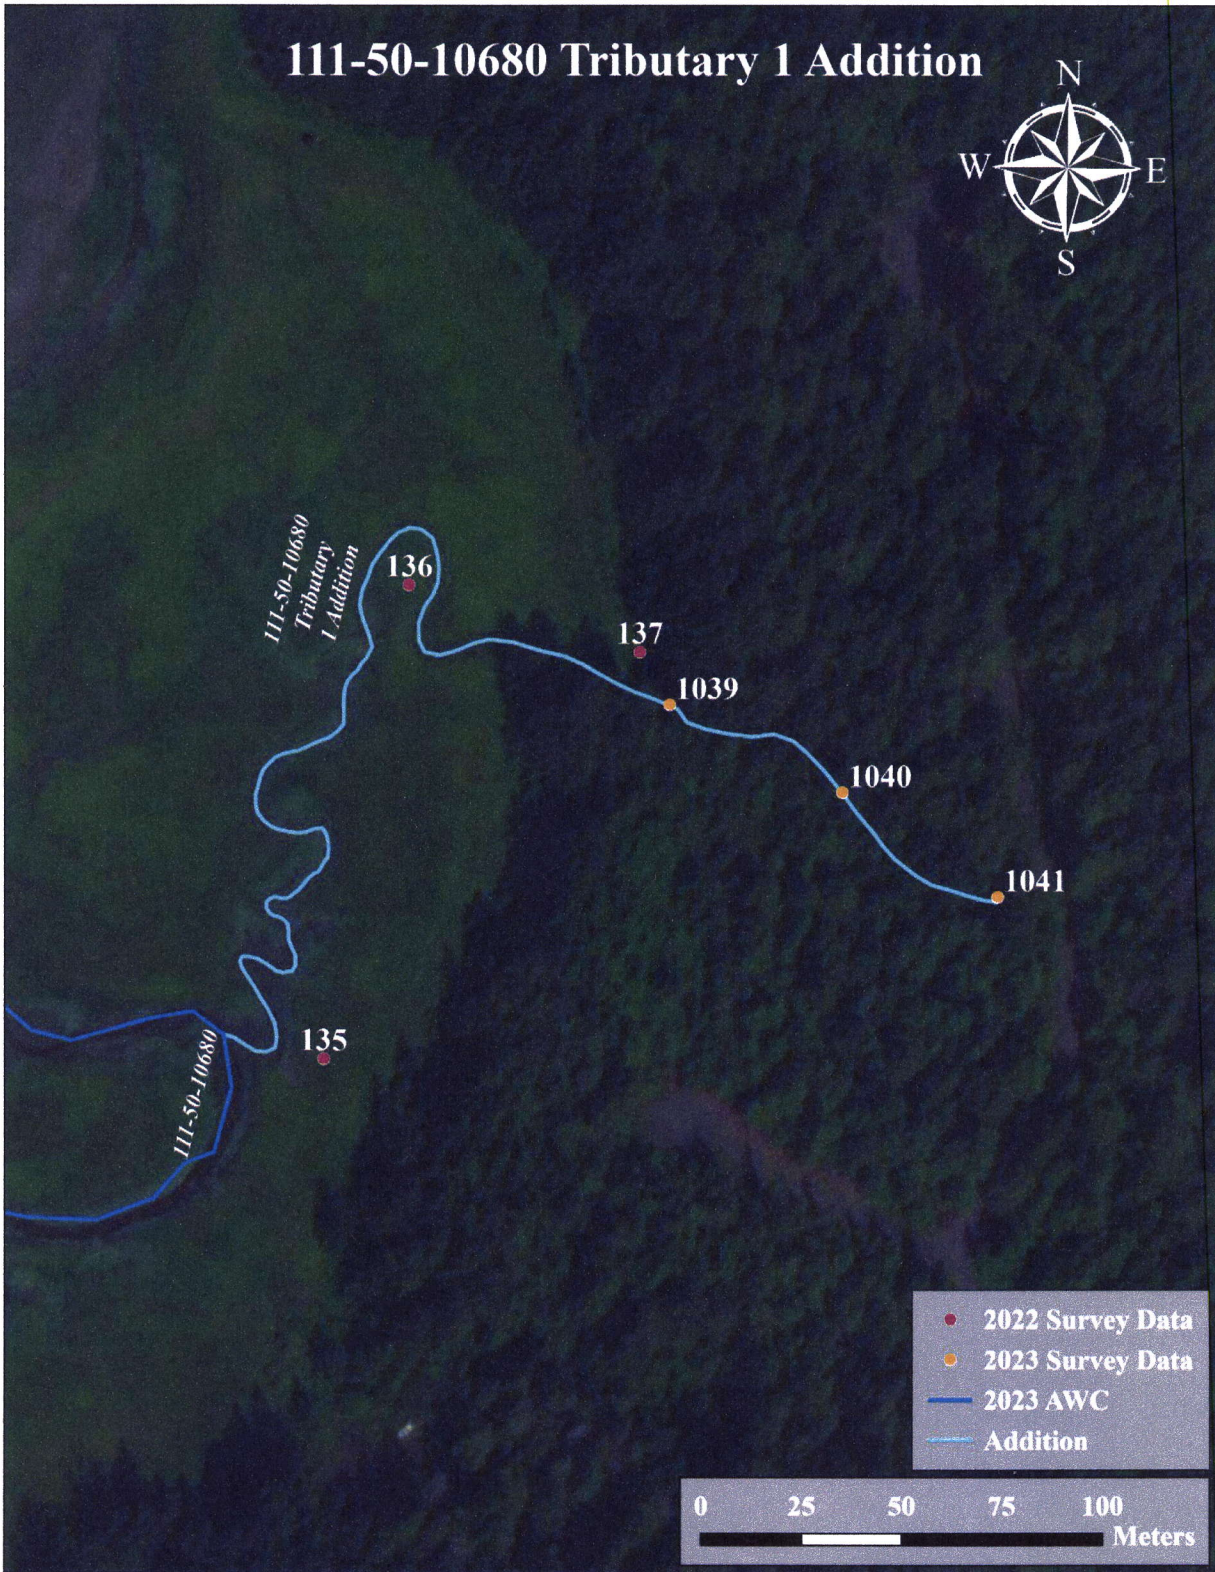 111-50-10680 Tributary 1 Addition
N
W
E
S
111-50-10680
Tributary
1 Addition
136
137
1039
1040
1041
135
111-50-10680
2022 Survey Data
2023 Survey Data
2023 AWC
Addition
0 25 50 75 100
Meters